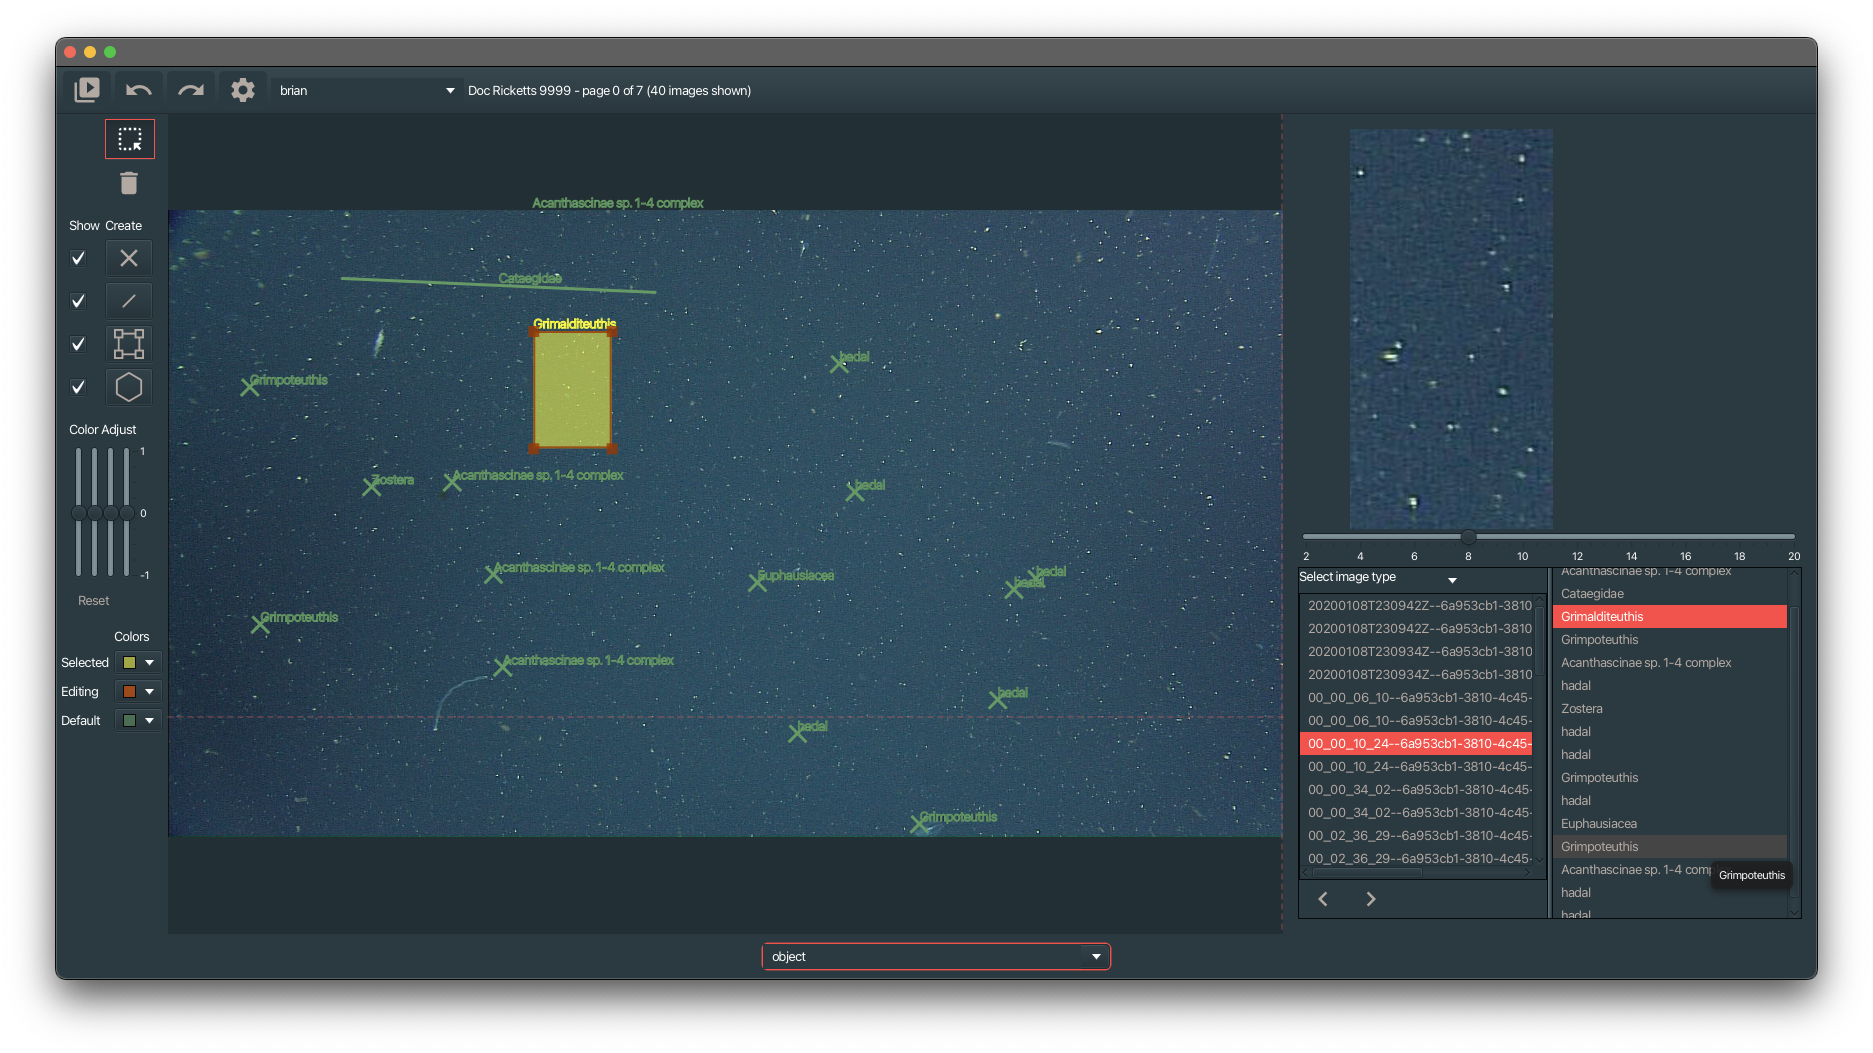 brian
Doc Ricketts 9999 - page 0 of 7 (40 images shown)
Show Create
Color Adjust
1
0
-1
Reset
Colors
Selected
Editing
Default
Acanthascinae sp. 1-4 complex
Cataegidae
Grimalditeuthis
hadal
Grimpoteuthis
Zostera
Acanthascinae sp. 1-4 complex
hadal
Acanthascinae sp. 1-4 complex
Euphausiacea
hadal
hadal
Grimpoteuthis
Acanthascinae sp. 1-4 complex
hadal
hadal
Grimpoteuthis
2 4 6 8 10 12 14 16 18 20
Select image type
20200108T230942Z--6a953cb1-3810
20200108T230942Z--6a953cb1-3810
20200108T230934Z--6a953cb1-3810
20200108T230934Z--6a953cb1-3810
00_00_06_10--6a953cb1-3810-4c45-
00_00_06_10--6a953cb1-3810-4c45-
00_00_10_24--6a953cb1-3810-4c45-
00_00_10_24--6a953cb1-3810-4c45-
00_00_34_02--6a953cb1-3810-4c45-
00_00_34_02--6a953cb1-3810-4c45-
00_02_36_29--6a953cb1-3810-4c45-
00_02_36_29--6a953cb1-3810-4c45-
Acanthascinae sp. 1-4 complex
Cataegidae
Grimalditeuthis
Grimpoteuthis
Acanthascinae sp. 1-4 complex
hadal
Zostera
hadal
hadal
Grimpoteuthis
hadal
Euphausiacea
Grimpoteuthis
Acanthascinae sp. 1-4 comp
Grimpoteuthis
hadal
hadal
object